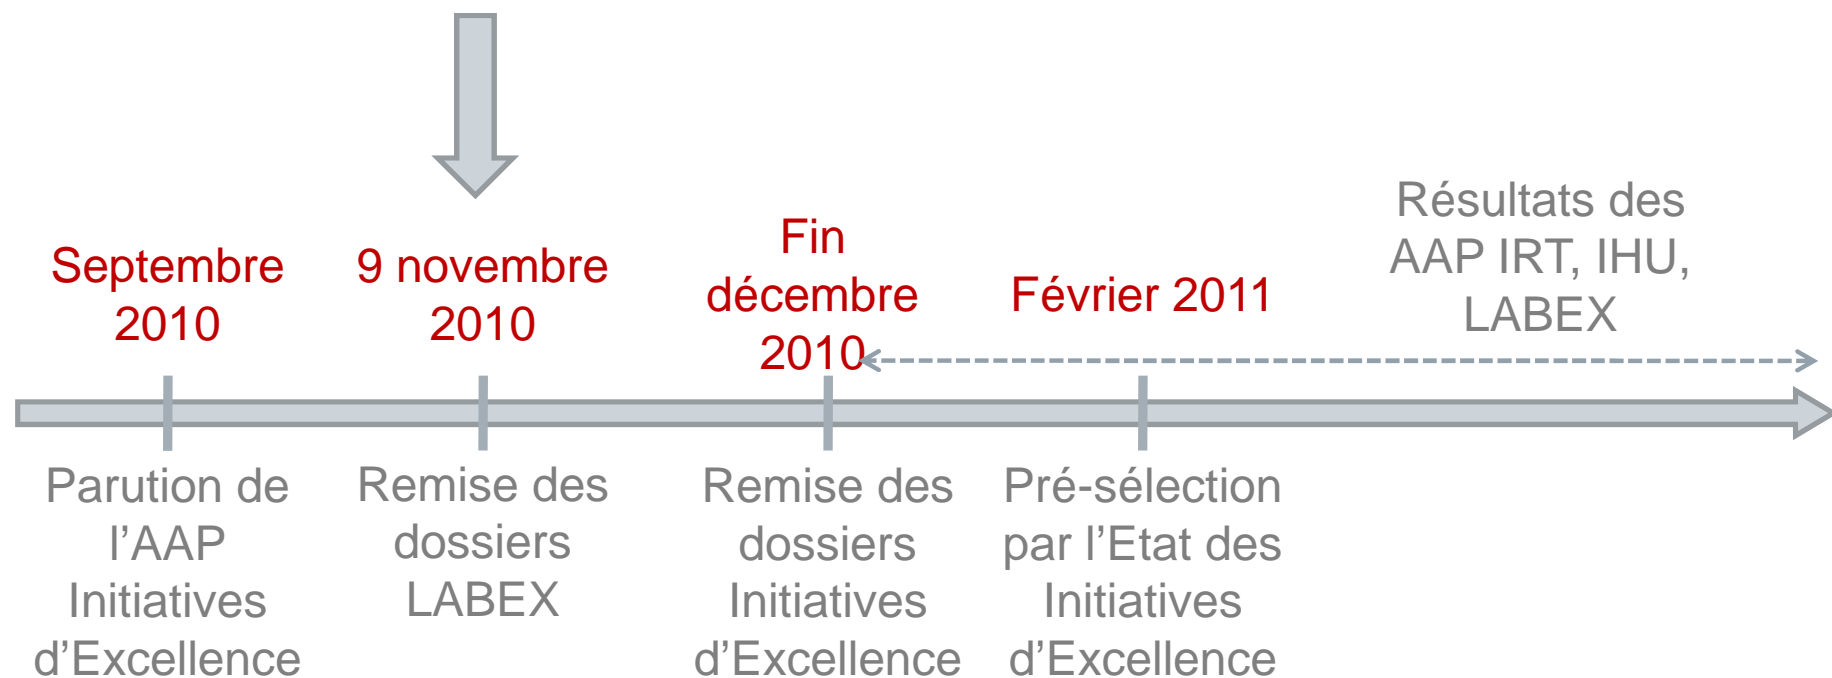 Septembre
2010
9 novembre
2010
Fin
décembre
2010
Février 2011
Résultats des
AAP IRT, IHU,
LABEX
Parution de
l’AAP
Initiatives
d’Excellence
Remise des
dossiers
LABEX
Remise des
dossiers
Initiatives
d’Excellence
Pré-sélection
par l’Etat des
Initiatives
d’Excellence